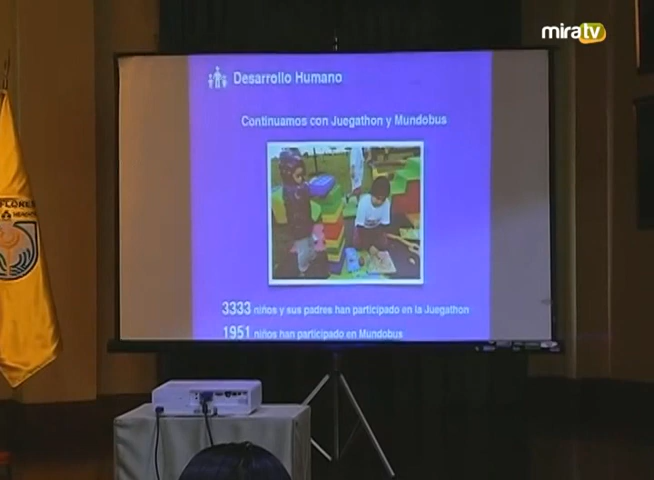 miratv
Desarrollo Humano
Continuamos con Juegathon y Mundobus
FLORES
3333 niños y sus padres han participado en la Juegathon
1951 niños han participado en Mundobus